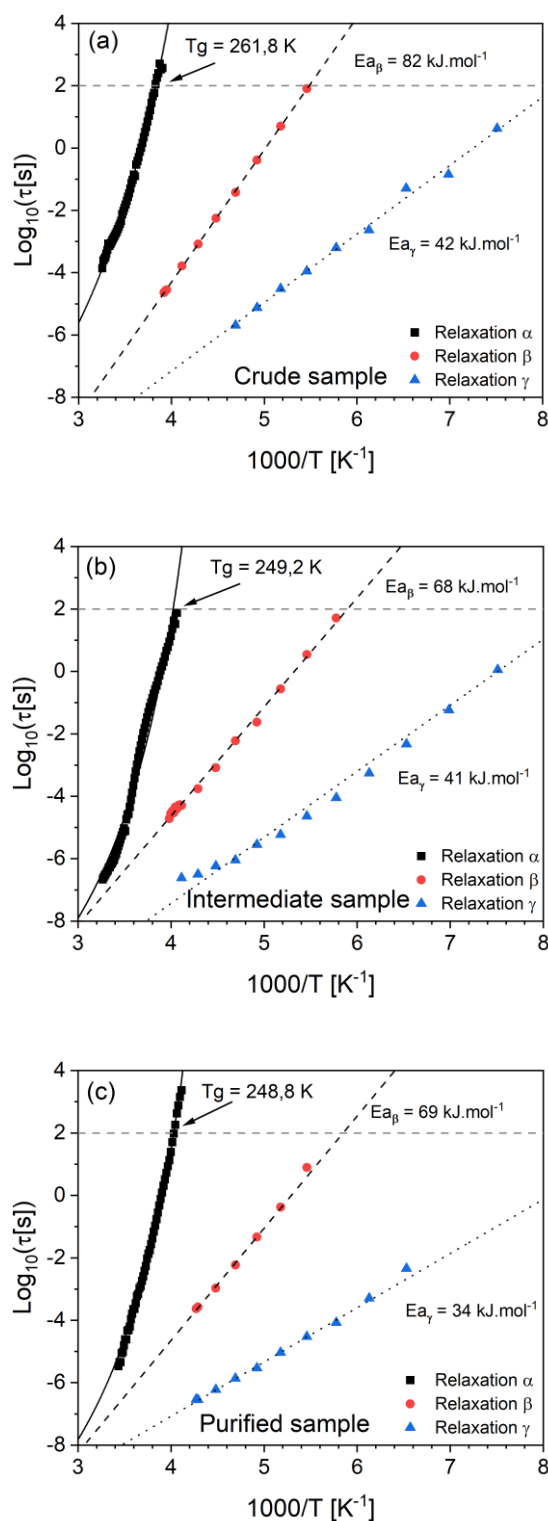 (a)
Tg = 261,8 K
Eaβ = 82 kJ.mol⁻¹
Eaγ = 42 kJ.mol⁻¹
Relaxation α
Relaxation β
Relaxation γ
Crude sample
Log₁₀(τ[s])
4
2
0
-2
-4
-6
-8
3 4 5 6 7 8
1000/T [K⁻¹]
(b)
Tg = 249,2 K
Eaβ = 68 kJ.mol⁻¹
Eaγ = 41 kJ.mol⁻¹
Relaxation α
Relaxation β
Relaxation γ
Intermediate sample
Log₁₀(τ[s])
4
2
0
-2
-4
-6
-8
3 4 5 6 7 8
1000/T [K⁻¹]
(c)
Tg = 248,8 K
Eaβ = 69 kJ.mol⁻¹
Eaγ = 34 kJ.mol⁻¹
Relaxation α
Relaxation β
Relaxation γ
Purified sample
Log₁₀(τ[s])
4
2
0
-2
-4
-6
-8
3 4 5 6 7 8
1000/T [K⁻¹]